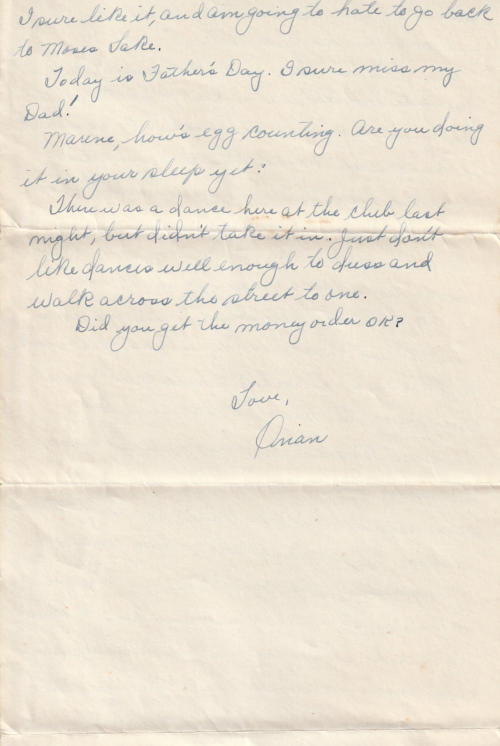 I sure like it, and am going to hate to go back
to Moses Lake.
Today is Father's Day. I sure miss my
Dad!
Marene, how's egg counting. Are you doing
it in your sleep yet?
There was a dance here at the club last
night, but didn't take it in. Just don't
like dances well enough to dress and
walk across the street to one.
Did you get the money order OK?
Love,
Orian